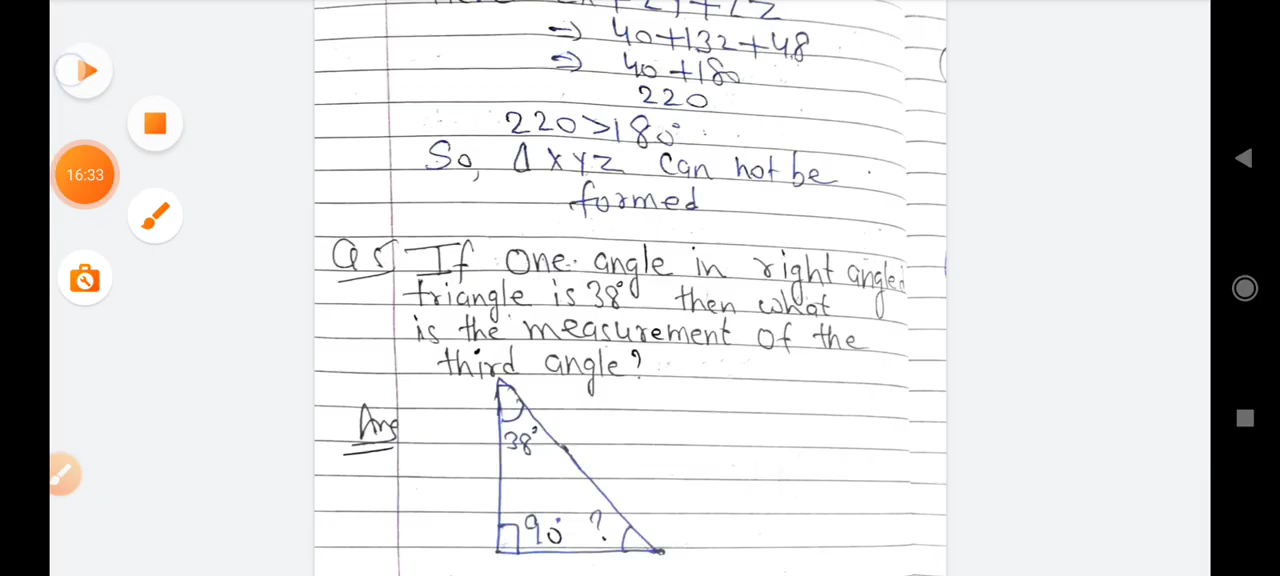 ⇒ 40+132+48
⇒ 40+180
220
220>180°
So, Δ XYZ Can not be
formed
Q5 If One angle in right angled
triangle is 38° then what
is the measurement of the
third angle?
Ans
38°
90° ?
16:33